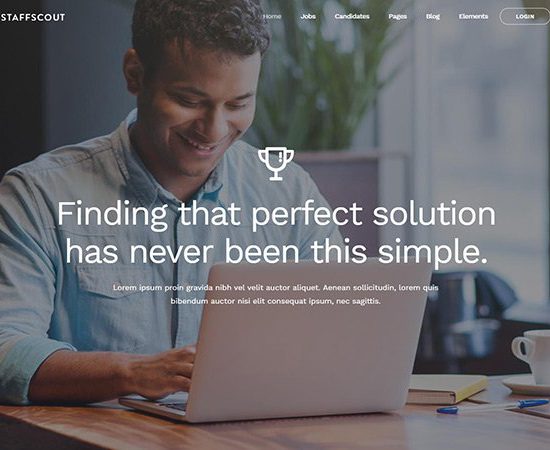 STAFFSCOUT
Home Jobs Candidates Pages Blog Elements LOGIN
Finding that perfect solution
has never been this simple.
Lorem ipsum proin gravida nibh vel velit auctor aliquet. Aenean sollicitudin, lorem quis
bibendum auctor nisi elit consequat ipsum, nec sagittis.